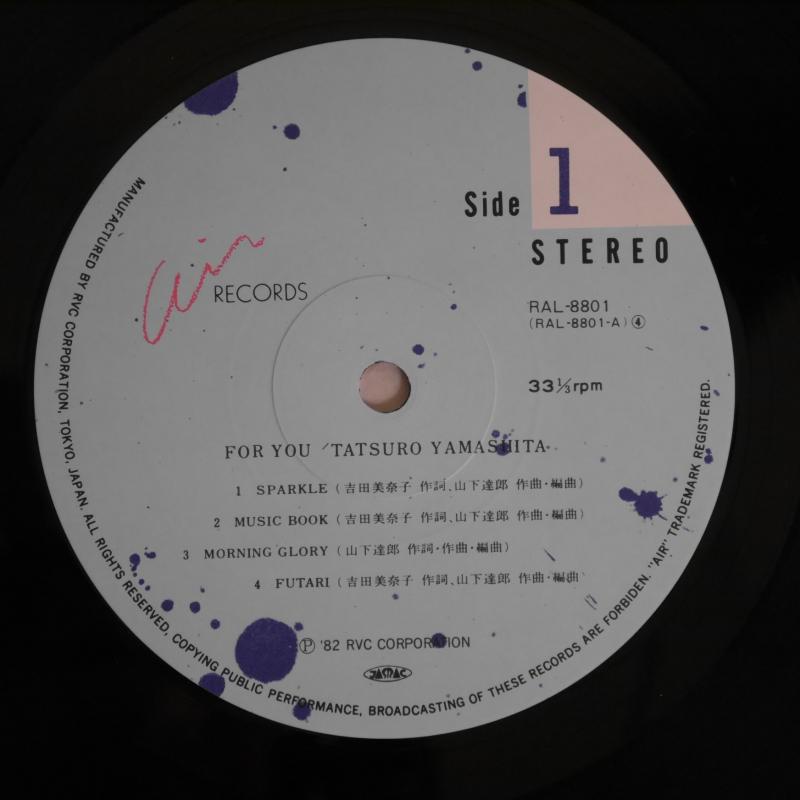 Side 1
STEREO
Air
RECORDS
RAL-8801
(RAL-8801-A) ④
33⅓rpm
FOR YOU / TATSURO YAMASHITA
1 SPARKLE (吉田美奈子 作詞、山下達郎 作曲・編曲)
2 MUSIC BOOK (吉田美奈子 作詞、山下達郎 作曲・編曲)
3 MORNING GLORY (山下達郎 作詞・作曲・編曲)
4 FUTARI (吉田美奈子 作詞、山下達郎 作曲・編曲)
Ⓟ '82 RVC CORPORATION
JASRAC
MANUFACTURED BY RVC CORPORATION, TOKYO, JAPAN. ALL RIGHTS RESERVED, COPYING PUBLIC PERFORMANCE, BROADCASTING OF THESE RECORDS ARE FORBIDEN. "AIR" TRADEMARK REGISTERED.